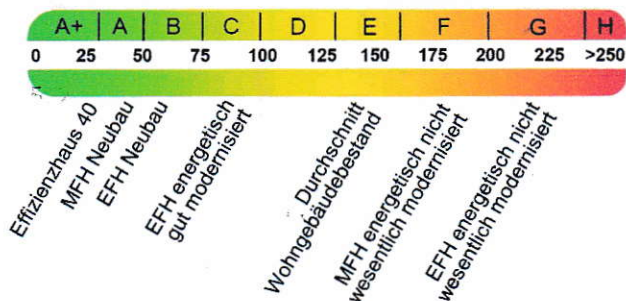 A+ A B C D E F G H
0 25 50 75 100 125 150 175 200 225 >250
Effizienzhaus 40
MFH Neubau
EFH Neubau
EFH energetisch
gut modernisiert
Durchschnitt
Wohngebäudebestand
MFH energetisch nicht
wesentlich modernisiert
EFH energetisch nicht
wesentlich modernisiert